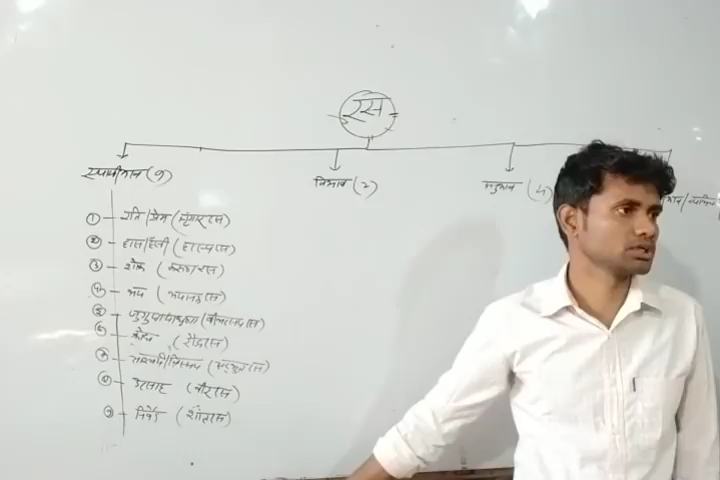 रस
स्थायीभाव (9)
विभाव (2)
अनुभाव (4)
भाव/व्यभिच
① - रति/प्रेम (श्रृंगार रस)
② - हास/हँसी (हास्य रस)
③ - शोक (करुण रस)
④ - भय (भयानक रस)
⑤ - जुगुप्सा/घृणा (वीभत्स रस)
⑥ - क्रोध (रौद्र रस)
⑦ - आश्चर्य/विस्मय (अद्भुत रस)
⑧ - उत्साह (वीर रस)
⑨ - निर्वेद (शांत रस)